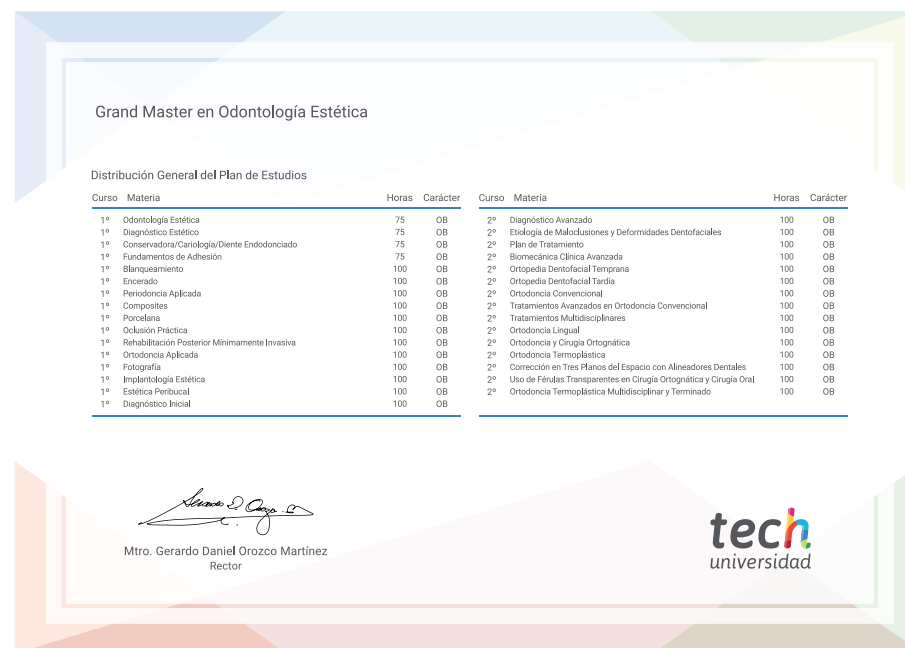 Grand Master en Odontología Estética
Distribución General del Plan de Estudios
Curso Materia Horas Carácter
1º Odontología Estética 75 OB
1º Diagnóstico Estético 75 OB
1º Conservadora/Cariología/Diente Endodonciado 75 OB
1º Fundamentos de Adhesión 75 OB
1º Blanqueamiento 100 OB
1º Encerado 100 OB
1º Periodoncia Aplicada 100 OB
1º Composites 100 OB
1º Porcelana 100 OB
1º Oclusión Práctica 100 OB
1º Rehabilitación Posterior Mínimamente Invasiva 100 OB
1º Ortodoncia Aplicada 100 OB
1º Fotografía 100 OB
1º Implantología Estética 100 OB
1º Estética Peribucal 100 OB
1º Diagnóstico Inicial 100 OB
Curso Materia Horas Carácter
2º Diagnóstico Avanzado 100 OB
2º Etiología de Maloclusiones y Deformidades Dentofaciales 100 OB
2º Plan de Tratamiento 100 OB
2º Biomecánica Clínica Avanzada 100 OB
2º Ortopedia Dentofacial Temprana 100 OB
2º Ortopedia Dentofacial Tardía 100 OB
2º Ortodoncia Convencional 100 OB
2º Tratamientos Avanzados en Ortodoncia Convencional 100 OB
2º Tratamientos Multidisciplinares 100 OB
2º Ortodoncia Lingual 100 OB
2º Ortodoncia y Cirugía Ortognática 100 OB
2º Ortodoncia Termoplástica 100 OB
2º Corrección en Tres Planos del Espacio con Alineadores Dentales 100 OB
2º Uso de Férulas Transparentes en Cirugía Ortognática y Cirugía Oral 100 OB
2º Ortodoncia Termoplástica Multidisciplinar y Terminado 100 OB
Mtro. Gerardo Daniel Orozco Martínez
Rector
tech
universidad